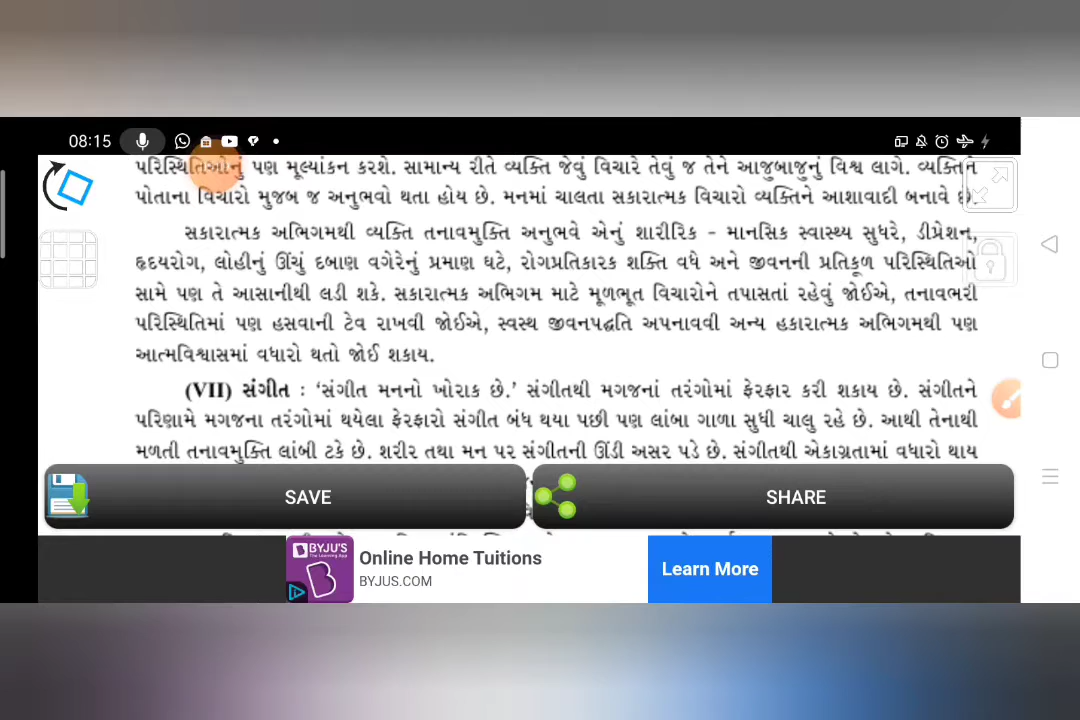 08:15
પરિસ્થિતિઓનું પણ મૂલ્યાંકન કરશે. સામાન્ય રીતે વ્યક્તિ જેવું વિચારે તેવું જ તેને આજુબાજુનું વિશ્વ લાગે. વ્યક્તિને
પોતાના વિચારો મુજબ જ અનુભવો થતા હોય છે. મનમાં ચાલતા સકારાત્મક વિચારો વ્યક્તિને આશાવાદી બનાવે છે.
સકારાત્મક અભિગમથી વ્યક્તિ તનાવમુક્તિ અનુભવે એનું શારીરિક - માનસિક સ્વાસ્થ્ય સુધરે, ડીપ્રેશન,
હૃદયરોગ, લોહીનું ઊંચું દબાણ વગેરેનું પ્રમાણ ઘટે, રોગપ્રતિકારક શક્તિ વધે અને જીવનની પ્રતિકૂળ પરિસ્થિતિઓ
સામે પણ તે આસાનીથી લડી શકે. સકારાત્મક અભિગમ માટે મૂળભૂત વિચારોને તપાસતાં રહેવું જોઈએ, તનાવભરી
પરિસ્થિતિમાં પણ હસવાની ટેવ રાખવી જોઈએ, સ્વસ્થ જીવનપદ્ધતિ અપનાવવી અન્ય હકારાત્મક અભિગમથી પણ
આત્મવિશ્વાસમાં વધારો થતો જોઈ શકાય.
(VII) સંગીત : ‘સંગીત મનનો ખોરાક છે.’ સંગીતથી મગજનાં તરંગોમાં ફેરફાર કરી શકાય છે. સંગીતને
પરિણામે મગજના તરંગોમાં થયેલા ફેરફારો સંગીત બંધ થયા પછી પણ લાંબા ગાળા સુધી ચાલુ રહે છે. આથી તેનાથી
મળતી તનાવમુક્તિ લાંબી ટકે છે. શરીર તથા મન પર સંગીતની ઊંડી અસર પડે છે. સંગીતથી એકાગ્રતામાં વધારો થાય
SAVE
SHARE
BYJU'S
The Learning App
Online Home Tuitions
BYJUS.COM
Learn More